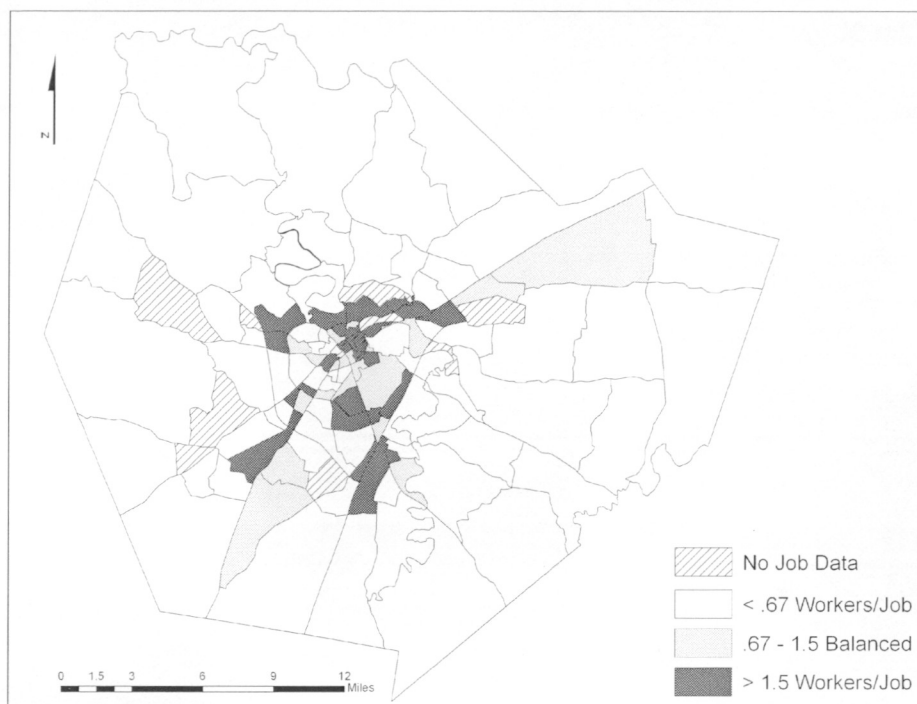 N
No Job Data
< .67 Workers/Job
.67 - 1.5 Balanced
> 1.5 Workers/Job
0 1.5 3 6 9 12
Miles